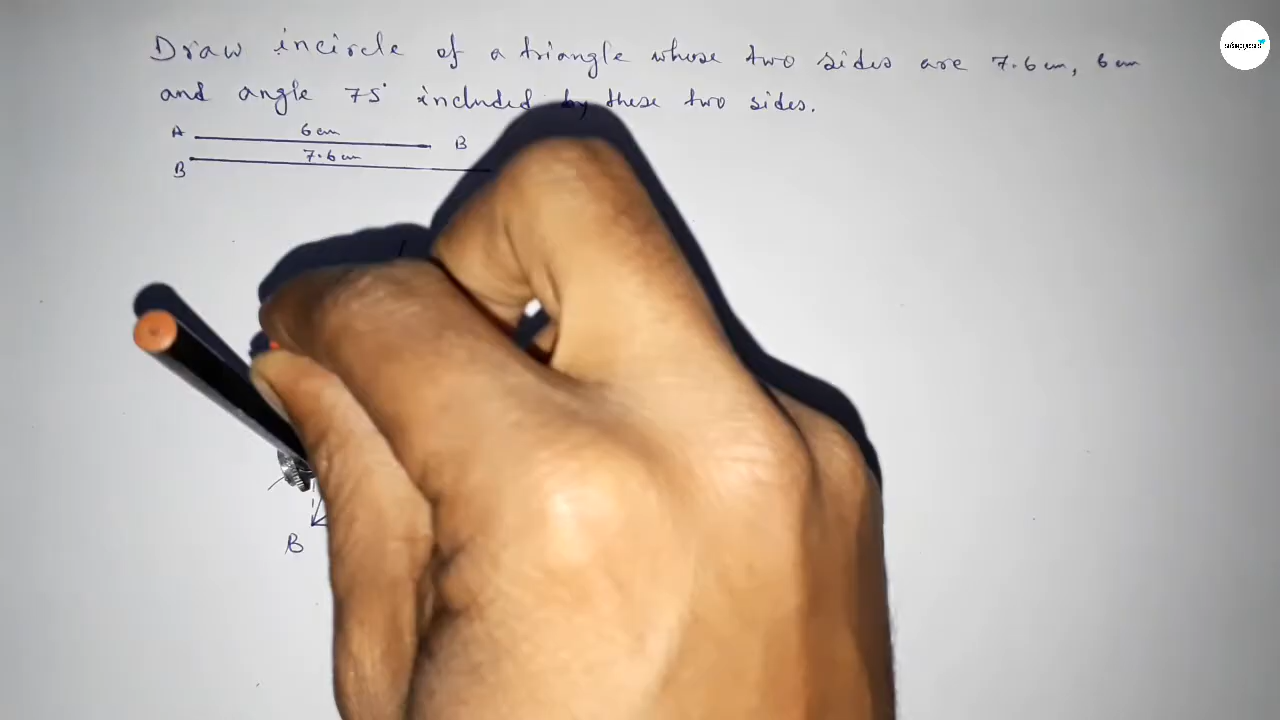 Draw incircle of a triangle whose two sides are 7.6 cm, 6 cm
and angle 75° included by these two sides.
A 6 cm B
B 7.6 cm
B